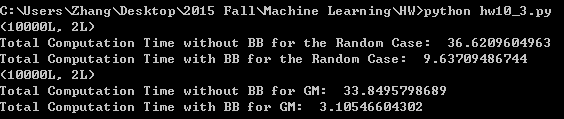 C:\Users\Zhang\Desktop\2015 Fall\Machine Learning\HW>python hw10_3.py
(10000L, 2L)
Total Computation Time without BB for the Random Case:  36.6209604963
Total Computation Time with BB for the Random Case:  9.63709486744
(10000L, 2L)
Total Computation Time without BB for GM:  33.8495798689
Total Computation Time with BB for GM:  3.10546604302